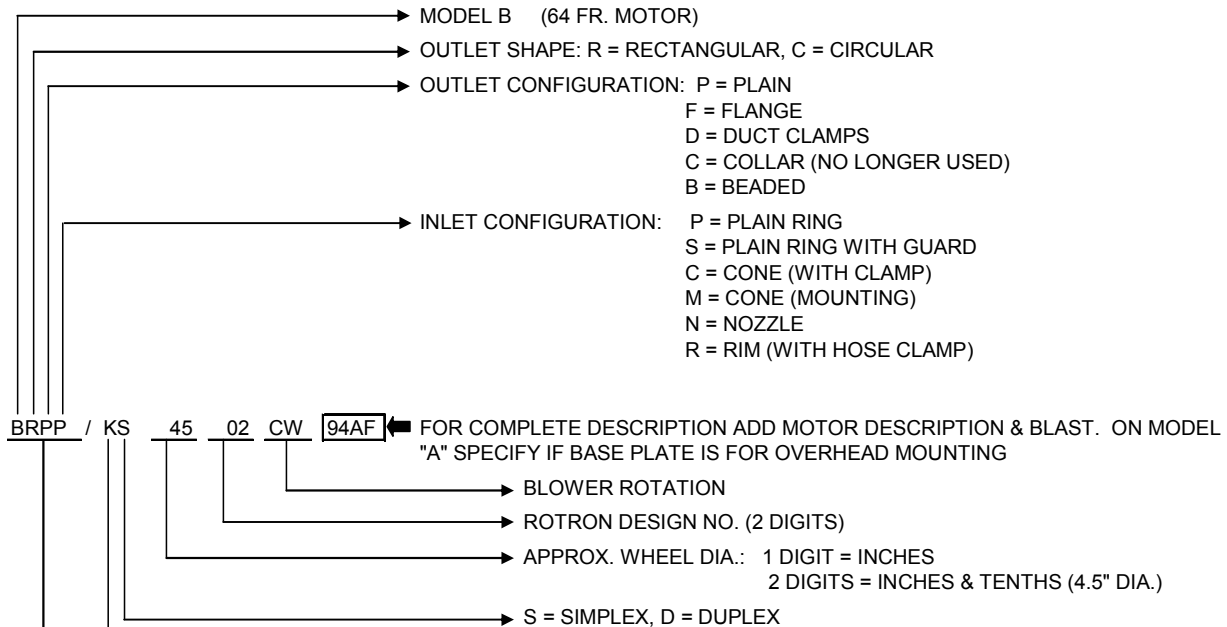 MODEL B (64 FR. MOTOR)
OUTLET SHAPE: R = RECTANGULAR, C = CIRCULAR
OUTLET CONFIGURATION: P = PLAIN
F = FLANGE
D = DUCT CLAMPS
C = COLLAR (NO LONGER USED)
B = BEADED
INLET CONFIGURATION: P = PLAIN RING
S = PLAIN RING WITH GUARD
C = CONE (WITH CLAMP)
M = CONE (MOUNTING)
N = NOZZLE
R = RIM (WITH HOSE CLAMP)
BRPP / KS 45 02 CW 94AF FOR COMPLETE DESCRIPTION ADD MOTOR DESCRIPTION & BLAST. ON MODEL
"A" SPECIFY IF BASE PLATE IS FOR OVERHEAD MOUNTING
BLOWER ROTATION
ROTRON DESIGN NO. (2 DIGITS)
APPROX. WHEEL DIA.: 1 DIGIT = INCHES
2 DIGITS = INCHES & TENTHS (4.5" DIA.)
S = SIMPLEX, D = DUPLEX